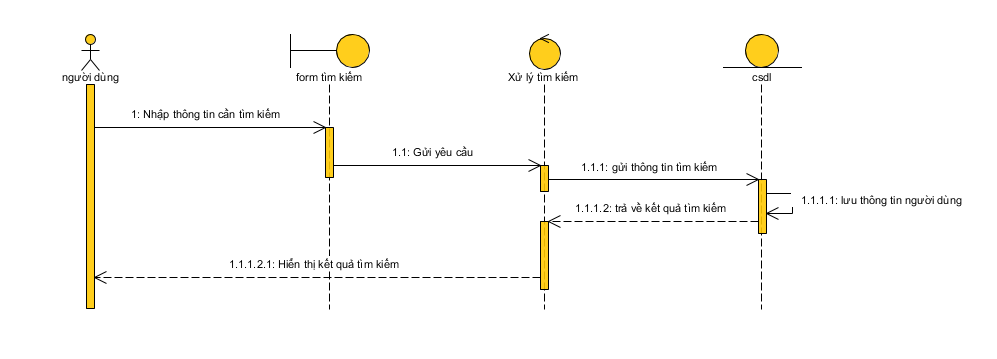 người dùng
form tìm kiếm
Xử lý tìm kiếm
csdl
1: Nhập thông tin cần tìm kiếm
1.1: Gửi yêu cầu
1.1.1: gửi thông tin tìm kiếm
1.1.1.1: lưu thông tin người dùng
1.1.1.2: trả về kết quả tìm kiếm
1.1.1.2.1: Hiển thị kết quả tìm kiếm